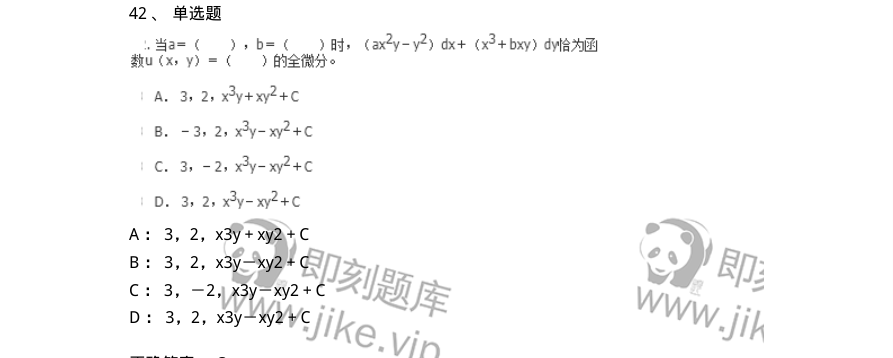 42 、 单选题
当a＝（　　），b＝（　　）时，（ax²y－y²）dx＋（x³＋bxy）dy恰为函
数u（x，y）＝（　　）的全微分。
A． 3，2，x³y＋xy²＋C
B． －3，2，x³y－xy²＋C
C． 3，－2，x³y－xy²＋C
D． 3，2，x³y－xy²＋C
A： 3，2，x3y＋xy2＋C
B： 3，2，x3y－xy2＋C
C： 3，－2，x3y－xy2＋C
D： 3，2，x3y－xy2＋C
即刻题库
www.jike.vip
即刻
www.jik